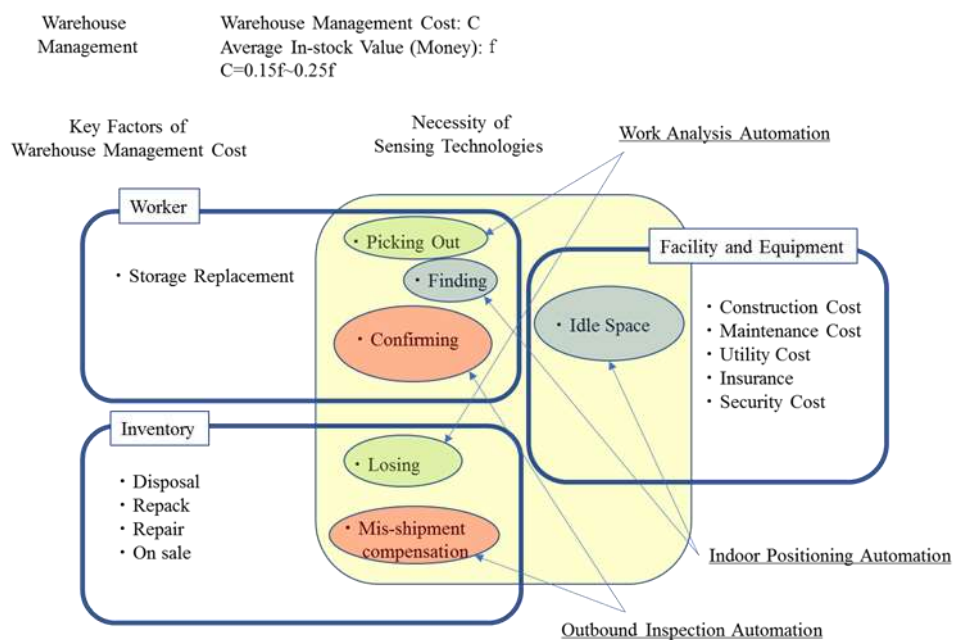 Warehouse
Management
Warehouse Management Cost: C
Average In-stock Value (Money): f
C=0.15f~0.25f
Key Factors of
Warehouse Management Cost
Necessity of
Sensing Technologies
Work Analysis Automation
Worker
・Storage Replacement
・Picking Out
・Finding
・Confirming
Facility and Equipment
・Idle Space
・Construction Cost
・Maintenance Cost
・Utility Cost
・Insurance
・Security Cost
Inventory
・Disposal
・Repack
・Repair
・On sale
・Losing
・Mis-shipment
compensation
Indoor Positioning Automation
Outbound Inspection Automation